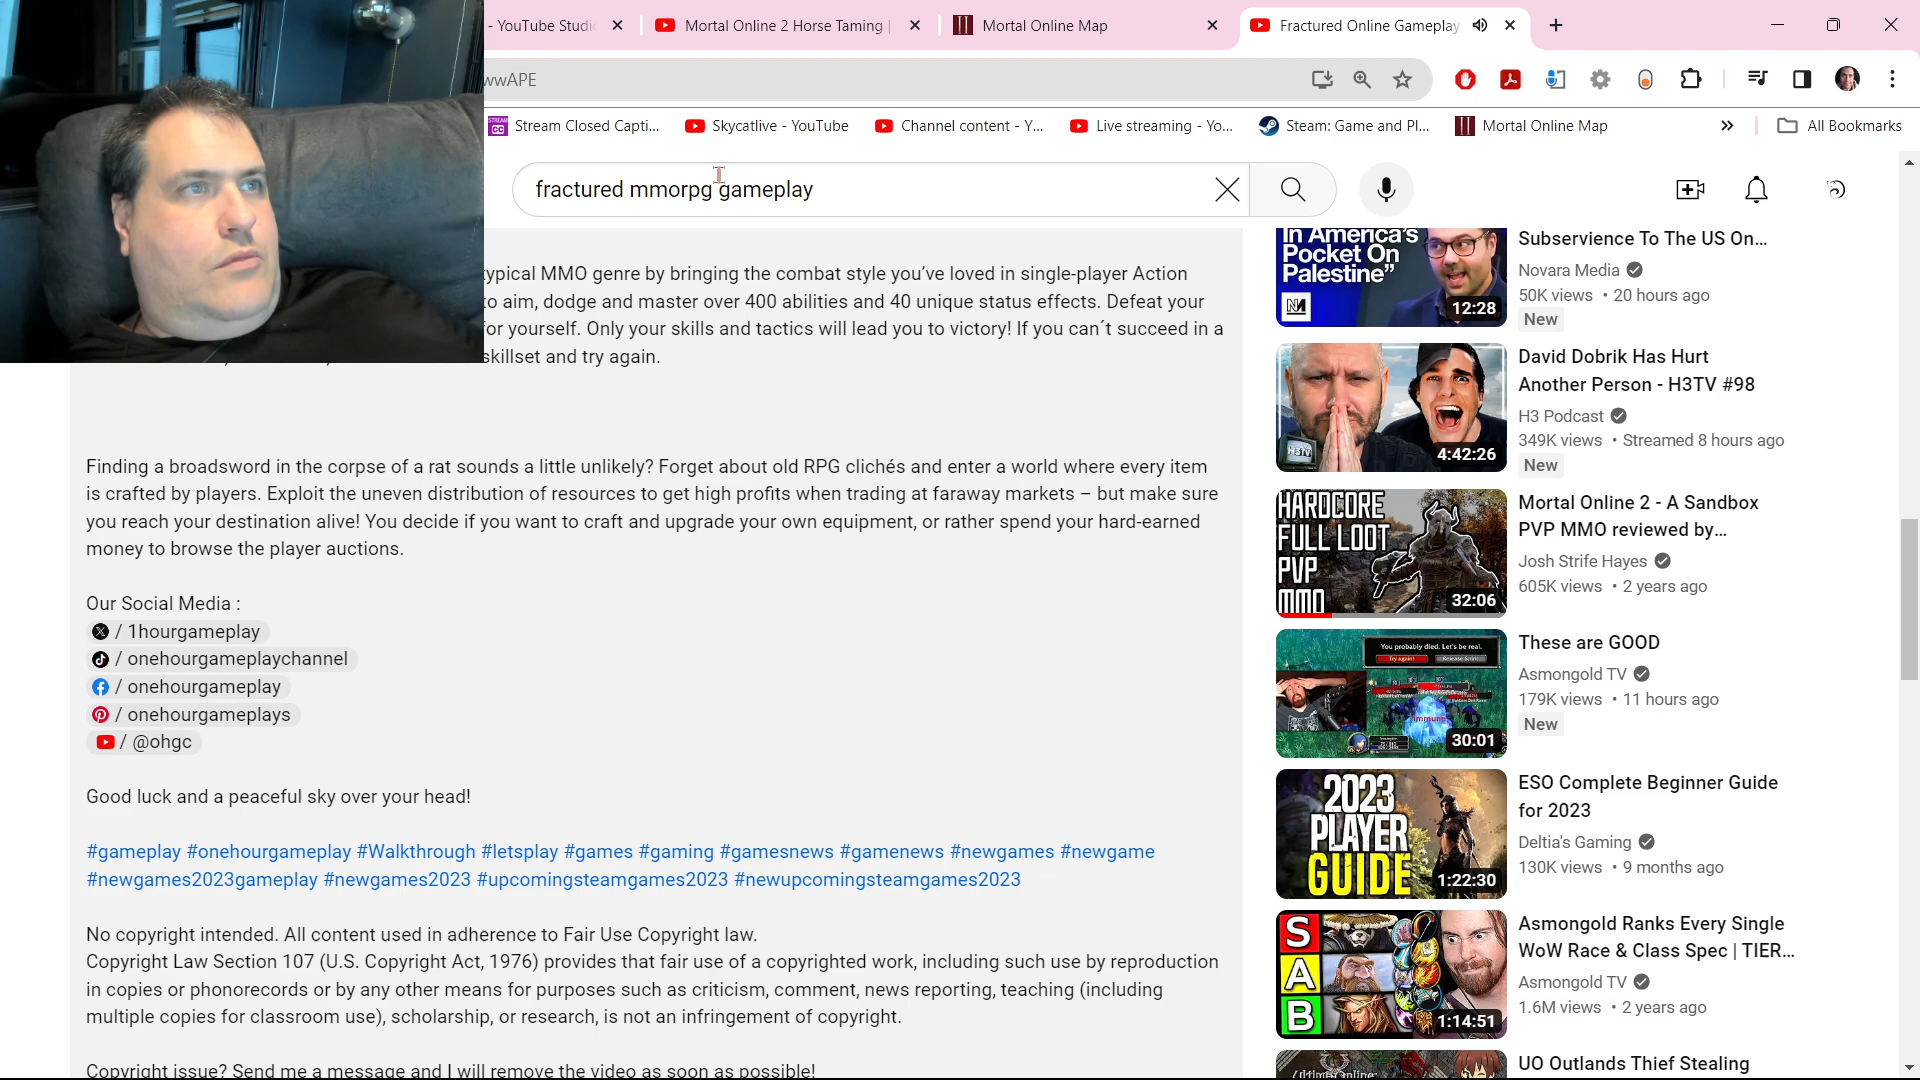 - YouTube Studio
Mortal Online 2 Horse Taming |
Mortal Online Map
Fractured Online Gameplay
wwAPE
Stream Closed Capti...
Skycatlive - YouTube
Channel content - Y...
Live streaming - Yo...
Steam: Game and Pl...
Mortal Online Map
»
All Bookmarks
fractured mmorpg gameplay
ypical MMO genre by bringing the combat style you've loved in single-player Action
to aim, dodge and master over 400 abilities and 40 unique status effects. Defeat your
for yourself. Only your skills and tactics will lead you to victory! If you can´t succeed in a
skillset and try again.
Finding a broadsword in the corpse of a rat sounds a little unlikely? Forget about old RPG clichés and enter a world where every item
is crafted by players. Exploit the uneven distribution of resources to get high profits when trading at faraway markets – but make sure
you reach your destination alive! You decide if you want to craft and upgrade your own equipment, or rather spend your hard-earned
money to browse the player auctions.
Our Social Media :
/ 1hourgameplay
/ onehourgameplaychannel
/ onehourgameplay
/ onehourgameplays
/ @ohgc
Good luck and a peaceful sky over your head!
#gameplay #onehourgameplay #Walkthrough #letsplay #games #gaming #gamesnews #gamenews #newgames #newgame
#newgames2023gameplay #newgames2023 #upcomingsteamgames2023 #newupcomingsteamgames2023
No copyright intended. All content used in adherence to Fair Use Copyright law.
Copyright Law Section 107 (U.S. Copyright Act, 1976) provides that fair use of a copyrighted work, including such use by reproduction
in copies or phonorecords or by any other means for purposes such as criticism, comment, news reporting, teaching (including
multiple copies for classroom use), scholarship, or research, is not an infringement of copyright.
Copyright issue? Send me a message and I will remove the video as soon as possible!
In America's
Pocket On
Palestine"
12:28
Subservience To The US On...
Novara Media
50K views • 20 hours ago
New
H3TV
4:42:26
David Dobrik Has Hurt
Another Person - H3TV #98
H3 Podcast
349K views • Streamed 8 hours ago
New
HARDCORE
FULL LOOT
PVP
MMO
32:06
Mortal Online 2 - A Sandbox
PVP MMO reviewed by...
Josh Strife Hayes
605K views • 2 years ago
You probably died. Let's be real.
Try again!
Release Spirit
Immune
30:01
These are GOOD
Asmongold TV
179K views • 11 hours ago
New
2023
PLAYER
GUIDE
1:22:30
ESO Complete Beginner Guide
for 2023
Deltia's Gaming
130K views • 9 months ago
S
A
B
1:14:51
Asmongold Ranks Every Single
WoW Race & Class Spec | TIER...
Asmongold TV
1.6M views • 2 years ago
UO Outlands Thief Stealing